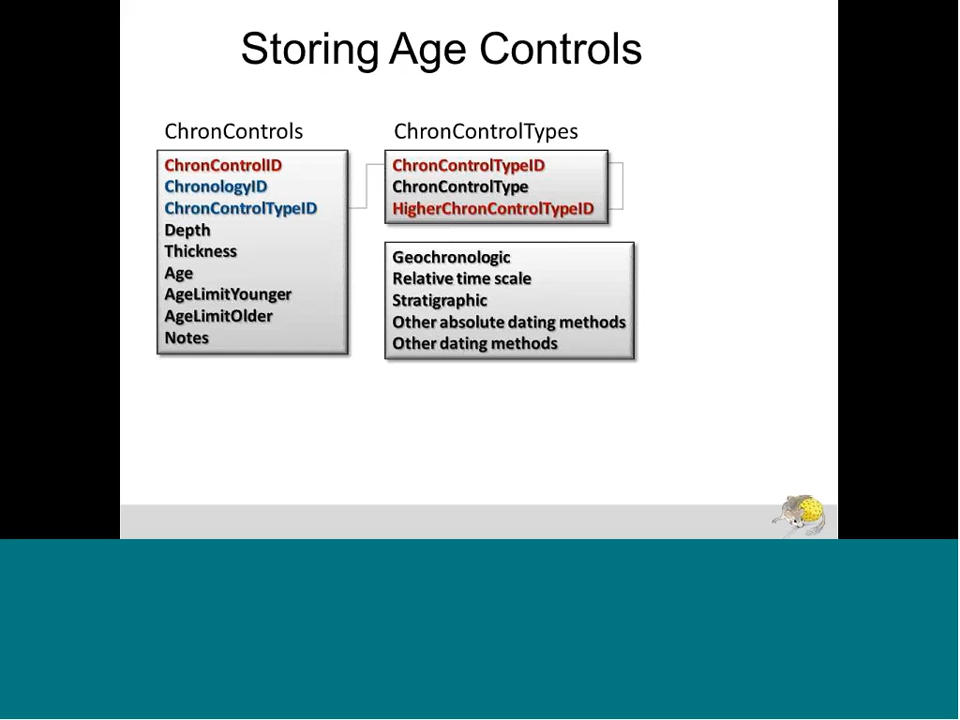 Storing Age Controls
ChronControls
ChronControlID
ChronologyID
ChronControlTypeID
Depth
Thickness
Age
AgeLimitYounger
AgeLimitOlder
Notes
ChronControlTypes
ChronControlTypeID
ChronControlType
HigherChronControlTypeID
Geochronologic
Relative time scale
Stratigraphic
Other absolute dating methods
Other dating methods